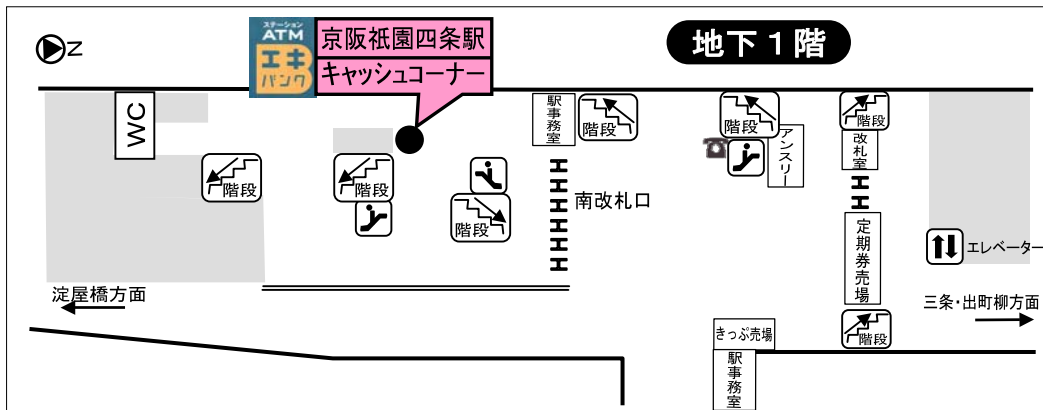 N
ステーション
ATM
エキ
バンク
京阪祇園四条駅
キャッシュコーナー
地下1階
WC
階段
階段
階段
駅事務室
階段
南改札口
階段
アンスリー
階段
改札室
定期券売場
エレベーター
淀屋橋方面
三条・出町柳方面
きっぷ売場
駅事務室
階段